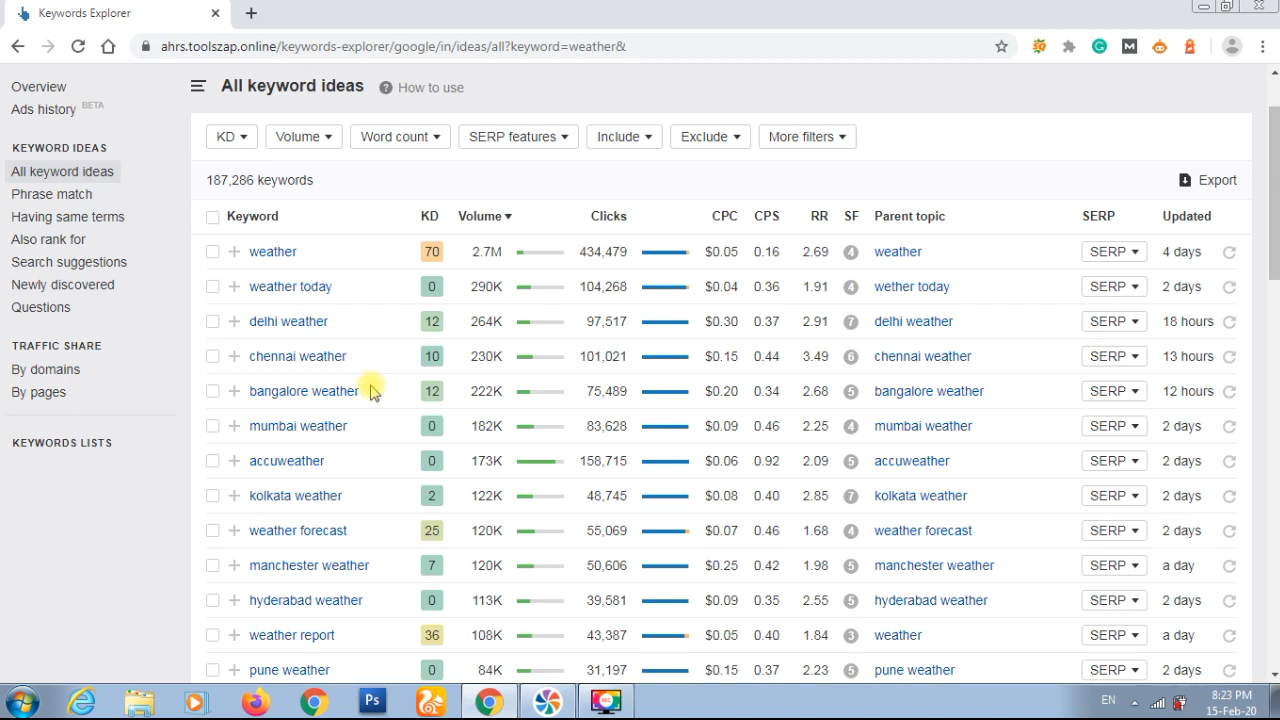 Keywords Explorer
ahrs.toolszap.online/keywords-explorer/google/in/ideas/all?keyword=weather&
Overview
Ads history BETA
KEYWORD IDEAS
All keyword ideas
Phrase match
Having same terms
Also rank for
Search suggestions
Newly discovered
Questions
TRAFFIC SHARE
By domains
By pages
KEYWORDS LISTS
All keyword ideas ? How to use
KD Volume Word count SERP features Include Exclude More filters
187,286 keywords Export
Keyword KD Volume Clicks CPC CPS RR SF Parent topic SERP Updated
weather 70 2.7M 434,479 $0.05 0.16 2.69 4 weather SERP 4 days
weather today 0 290K 104,268 $0.04 0.36 1.91 4 wether today SERP 2 days
delhi weather 12 264K 97,517 $0.30 0.37 2.91 7 delhi weather SERP 18 hours
chennai weather 10 230K 101,021 $0.15 0.44 3.49 6 chennai weather SERP 13 hours
bangalore weather 12 222K 75,489 $0.20 0.34 2.68 5 bangalore weather SERP 12 hours
mumbai weather 0 182K 83,628 $0.09 0.46 2.25 4 mumbai weather SERP 2 days
accuweather 0 173K 158,715 $0.06 0.92 2.09 5 accuweather SERP 2 days
kolkata weather 2 122K 48,745 $0.08 0.40 2.85 7 kolkata weather SERP 2 days
weather forecast 25 120K 55,069 $0.07 0.46 1.68 4 weather forecast SERP 2 days
manchester weather 7 120K 50,606 $0.25 0.42 1.98 5 manchester weather SERP a day
hyderabad weather 0 113K 39,581 $0.09 0.35 2.55 5 hyderabad weather SERP 2 days
weather report 36 108K 43,387 $0.05 0.40 1.84 3 weather SERP a day
pune weather 0 84K 31,197 $0.15 0.37 2.23 5 pune weather SERP 2 days
Ps EN 8:23 PM
15-Feb-20